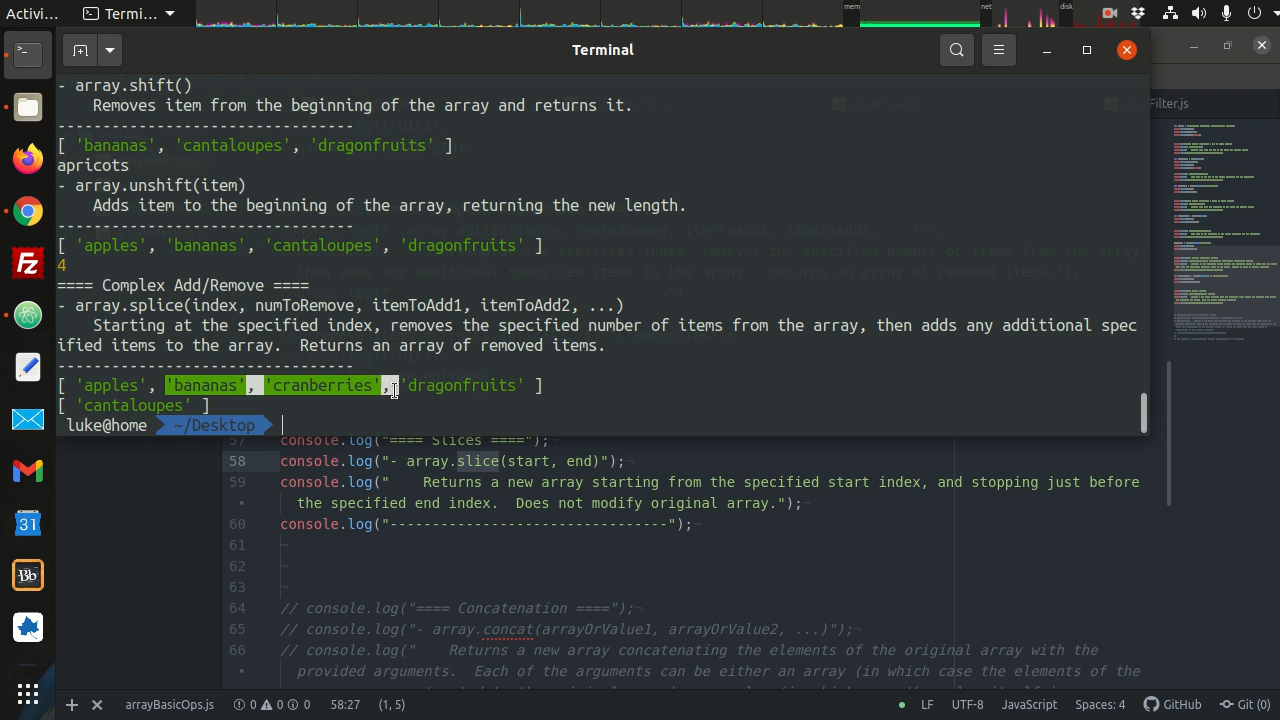 Activi...
Termi...
mem
net
disk
Terminal
Filter.js
- array.shift()
Removes item from the beginning of the array and returns it.
---------------------------------
[ 'bananas', 'cantaloupes', 'dragonfruits' ]
apricots
- array.unshift(item)
Adds item to the beginning of the array, returning the new length.
---------------------------------
[ 'apples', 'bananas', 'cantaloupes', 'dragonfruits' ]
4
==== Complex Add/Remove ====
- array.splice(index, numToRemove, itemToAdd1, itemToAdd2, ...)
Starting at the specified index, removes the specified number of items from the array, then adds any additional spec
ified items to the array.  Returns an array of removed items.
---------------------------------
[ 'apples', 'bananas', 'cranberries', 'dragonfruits' ]
[ 'cantaloupes' ]
luke@home ~/Desktop
57 console.log("==== Slices ====");
58 console.log("- array.slice(start, end)");
59 console.log("    Returns a new array starting from the specified start index, and stopping just before
the specified end index.  Does not modify original array.");
60 console.log("-------------------------------");
61
62
63
64 // console.log("==== Concatenation ====");
65 // console.log("- array.concat(arrayOrValue1, arrayOrValue2, ...)");
66 // console.log("    Returns a new array concatenating the elements of the original array with the
provided arguments.  Each of the arguments can be either an array (in which case the elements of the
arrayBasicOps.js 0 0 0 58:27 (1, 5) LF UTF-8 JavaScript Spaces: 4 GitHub Git (0)
Fz
31
Bb